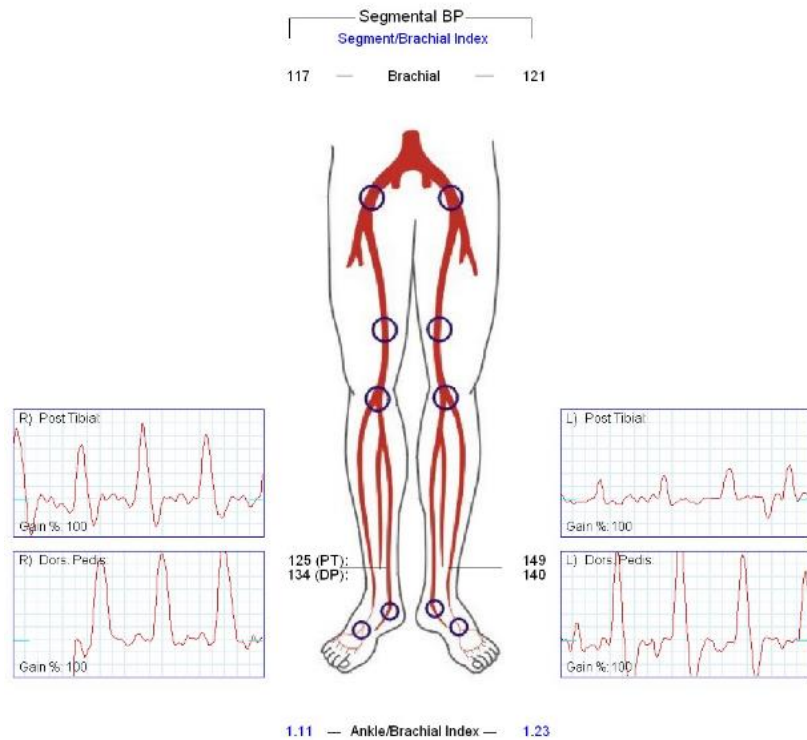 Segmental BP
Segment/Brachial Index
117 — Brachial — 121
R) Post Tibial:
Gain %: 100
L) Post Tibial:
Gain %: 100
R) Dors. Pedis:
Gain %: 100
125 (PT): 149
134 (DP): 140
L) Dors. Pedis:
Gain %: 100
1.11 — Ankle/Brachial Index — 1.23